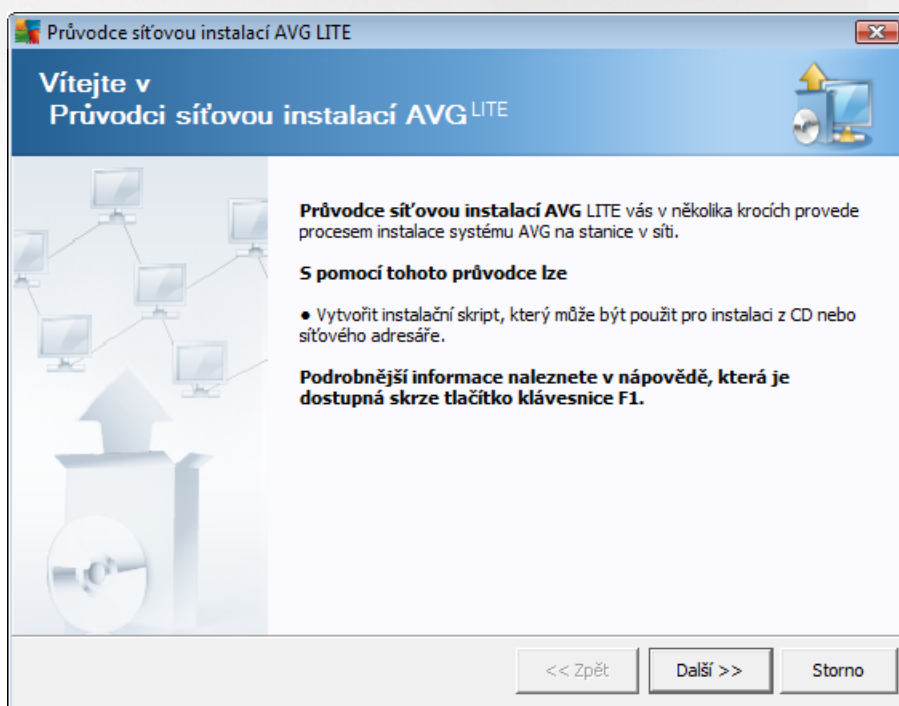 Průvodce síťovou instalací AVG LITE
Vítejte v
Průvodci síťovou instalací AVG LITE
Průvodce síťovou instalací AVG LITE vás v několika krocích provede
procesem instalace systému AVG na stanice v síti.
S pomocí tohoto průvodce lze
• Vytvořit instalační skript, který může být použit pro instalaci z CD nebo
síťového adresáře.
Podrobnější informace naleznete v nápovědě, která je
dostupná skrze tlačítko klávesnice F1.
<< Zpět
Další >>
Storno